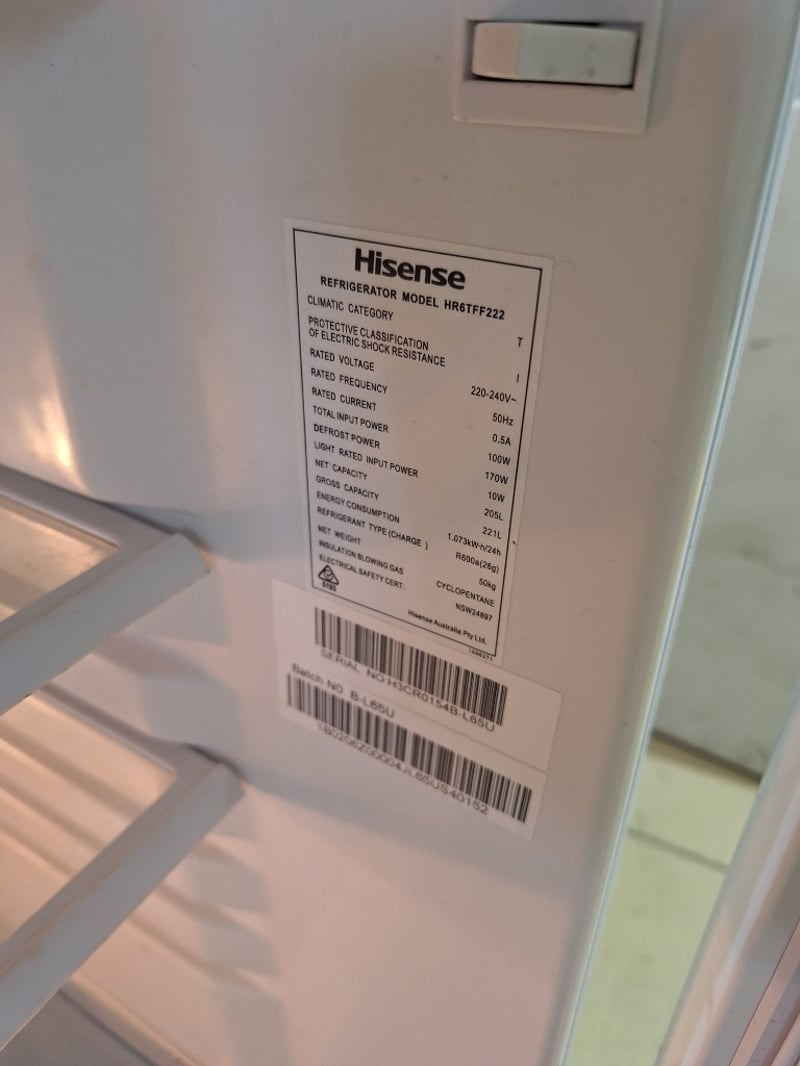 Hisense
REFRIGERATOR MODEL HR6TFF222
CLIMATIC CATEGORY T
PROTECTIVE CLASSIFICATION
OF ELECTRIC SHOCK RESISTANCE I
RATED VOLTAGE 220-240V~
RATED FREQUENCY 50Hz
RATED CURRENT 0.5A
TOTAL INPUT POWER 100W
DEFROST POWER 170W
LIGHT RATED INPUT POWER 10W
NET CAPACITY 205L
GROSS CAPACITY 221L
ENERGY CONSUMPTION 1.073kW·h/24h
REFRIGERANT TYPE (CHARGE) R600a(26g)
NET WEIGHT 50kg
INSULATION BLOWING GAS CYCLOPENTANE
ELECTRICAL SAFETY CERT: NSW24897
Hisense Australia Pty Ltd.
SERIAL NO.H3CR0154B-L65U
Batch NO B-L65U
1B0206Z00004JL65US40152